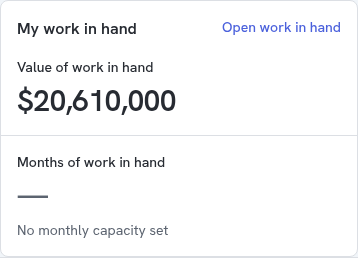 My work in hand
Open work in hand
Value of work in hand
$20,610,000
Months of work in hand
—
No monthly capacity set